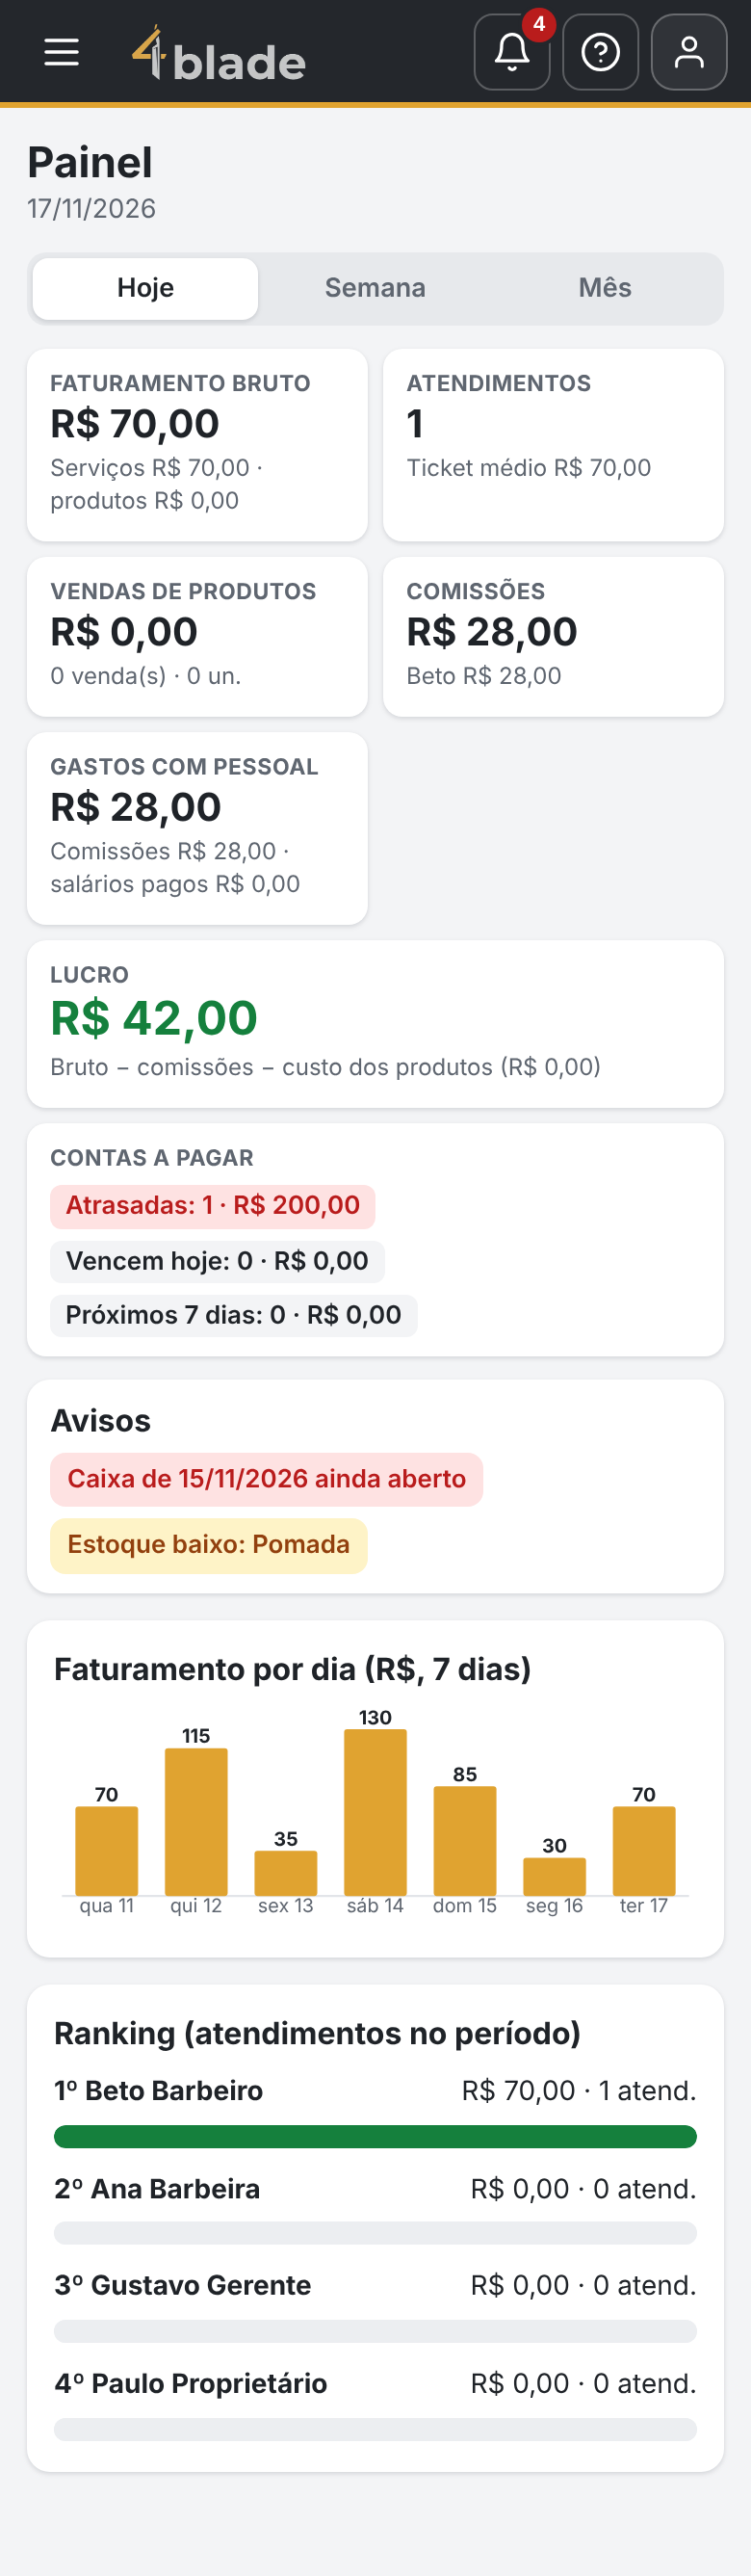 4blade
4
Painel
17/11/2026
Hoje
Semana
Mês
FATURAMENTO BRUTO
R$ 70,00
Serviços R$ 70,00 ·
produtos R$ 0,00
ATENDIMENTOS
1
Ticket médio R$ 70,00
VENDAS DE PRODUTOS
R$ 0,00
0 venda(s) · 0 un.
COMISSÕES
R$ 28,00
Beto R$ 28,00
GASTOS COM PESSOAL
R$ 28,00
Comissões R$ 28,00 ·
salários pagos R$ 0,00
LUCRO
R$ 42,00
Bruto − comissões − custo dos produtos (R$ 0,00)
CONTAS A PAGAR
Atrasadas: 1 · R$ 200,00
Vencem hoje: 0 · R$ 0,00
Próximos 7 dias: 0 · R$ 0,00
Avisos
Caixa de 15/11/2026 ainda aberto
Estoque baixo: Pomada
Faturamento por dia (R$, 7 dias)
70
115
35
130
85
30
70
qua 11
qui 12
sex 13
sáb 14
dom 15
seg 16
ter 17
Ranking (atendimentos no período)
1º Beto Barbeiro
R$ 70,00 · 1 atend.
2º Ana Barbeira
R$ 0,00 · 0 atend.
3º Gustavo Gerente
R$ 0,00 · 0 atend.
4º Paulo Proprietário
R$ 0,00 · 0 atend.